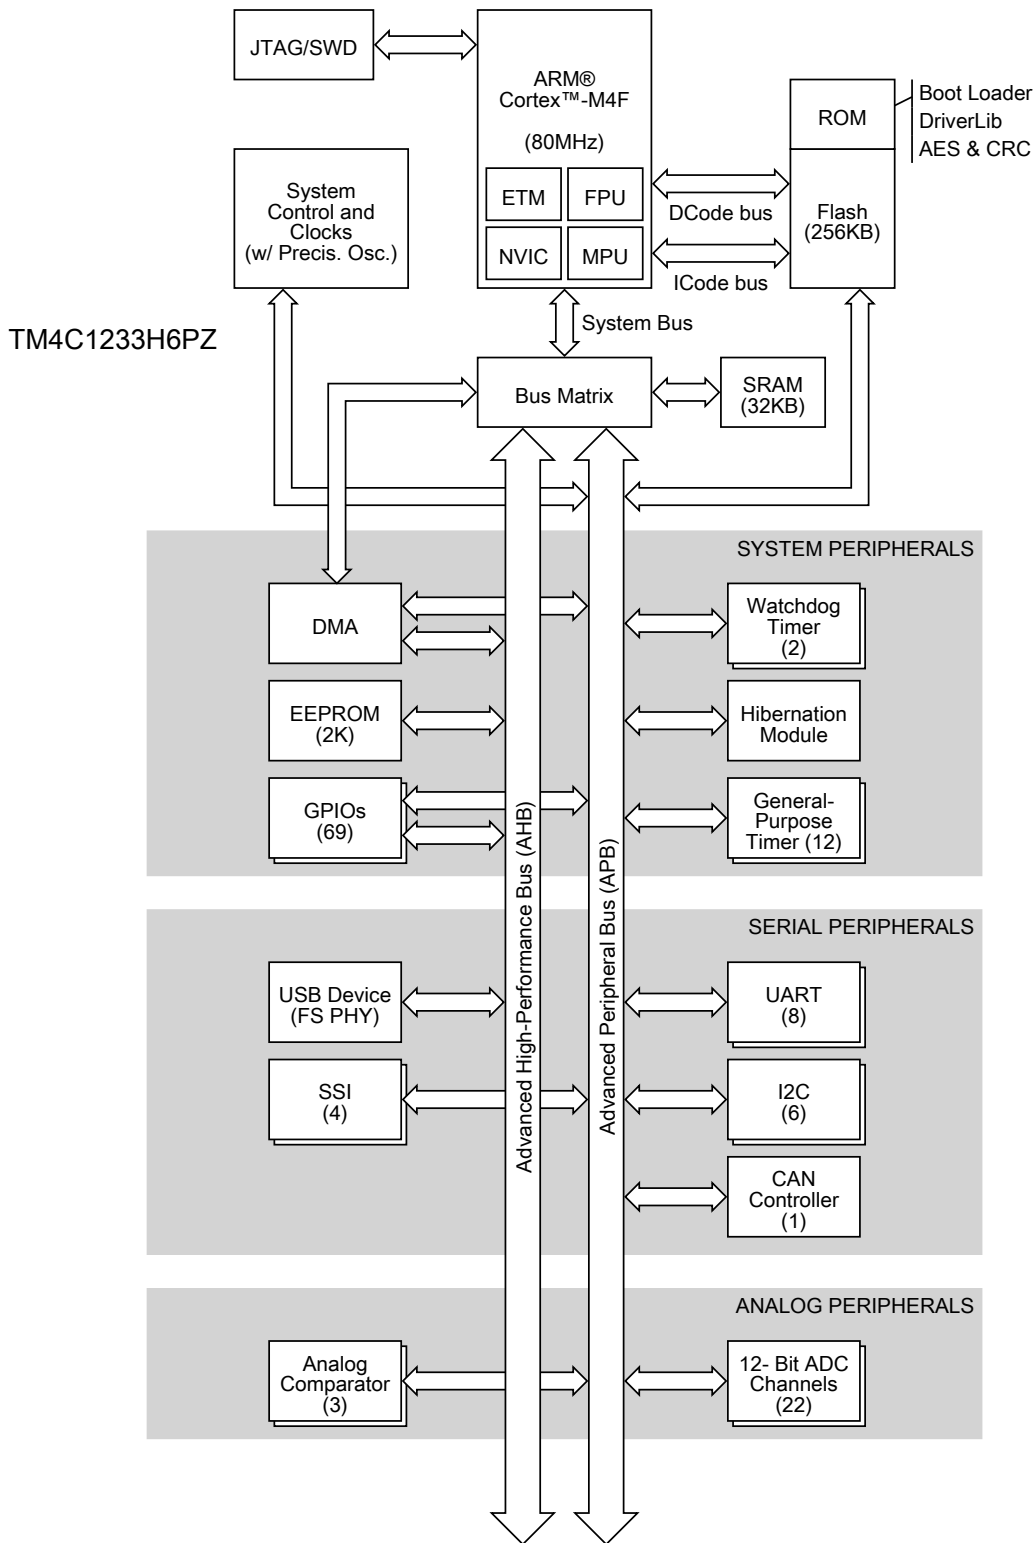 JTAG/SWD
ARM®
Cortex™-M4F
(80MHz)
ETM
FPU
NVIC
MPU
ROM
Boot Loader
DriverLib
AES & CRC
Flash
(256KB)
DCode bus
ICode bus
System
Control and
Clocks
(w/ Precis. Osc.)
System Bus
TM4C1233H6PZ
Bus Matrix
SRAM
(32KB)
SYSTEM PERIPHERALS
DMA
Watchdog
Timer
(2)
EEPROM
(2K)
Hibernation
Module
GPIOs
(69)
General-
Purpose
Timer (12)
Advanced High-Performance Bus (AHB)
Advanced Peripheral Bus (APB)
SERIAL PERIPHERALS
USB Device
(FS PHY)
UART
(8)
SSI
(4)
I2C
(6)
CAN
Controller
(1)
ANALOG PERIPHERALS
Analog
Comparator
(3)
12- Bit ADC
Channels
(22)